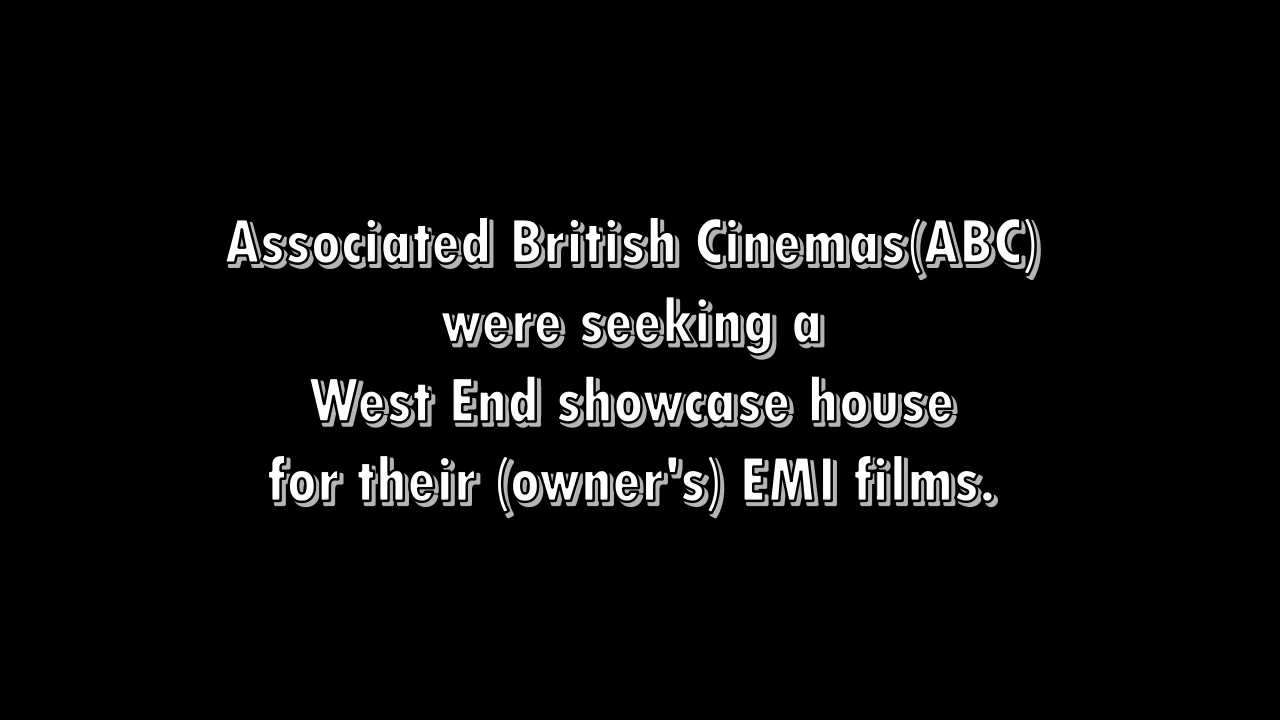 Associated British Cinemas(ABC)
were seeking a
West End showcase house
for their (owner's) EMI films.